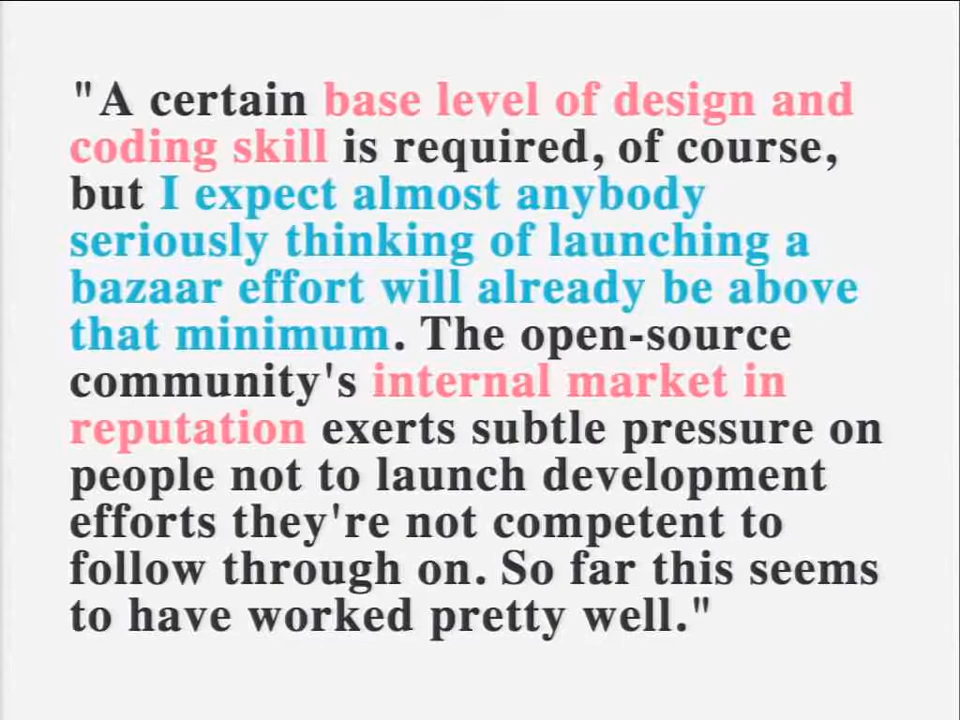 "A certain base level of design and
coding skill is required, of course,
but I expect almost anybody
seriously thinking of launching a
bazaar effort will already be above
that minimum. The open-source
community's internal market in
reputation exerts subtle pressure on
people not to launch development
efforts they're not competent to
follow through on. So far this seems
to have worked pretty well."